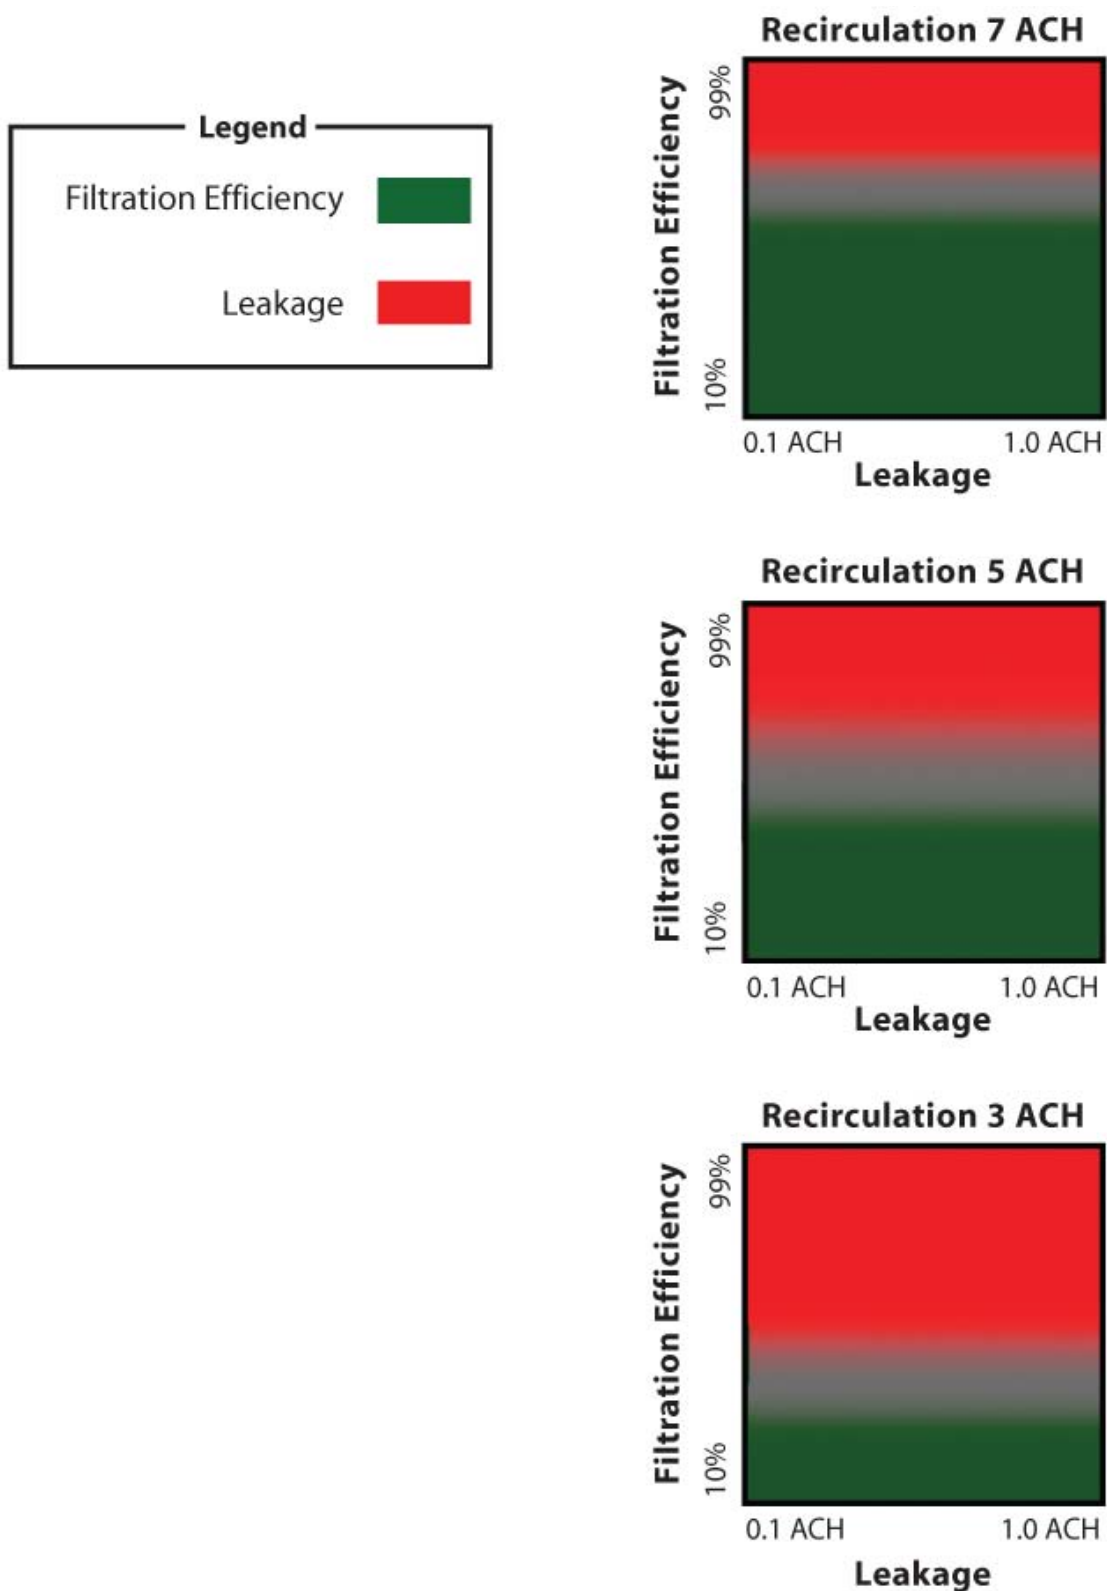 Legend
Filtration Efficiency
Leakage
Recirculation 7 ACH
Filtration Efficiency
99%
10%
0.1 ACH 1.0 ACH
Leakage
Recirculation 5 ACH
Filtration Efficiency
99%
10%
0.1 ACH 1.0 ACH
Leakage
Recirculation 3 ACH
Filtration Efficiency
99%
10%
0.1 ACH 1.0 ACH
Leakage